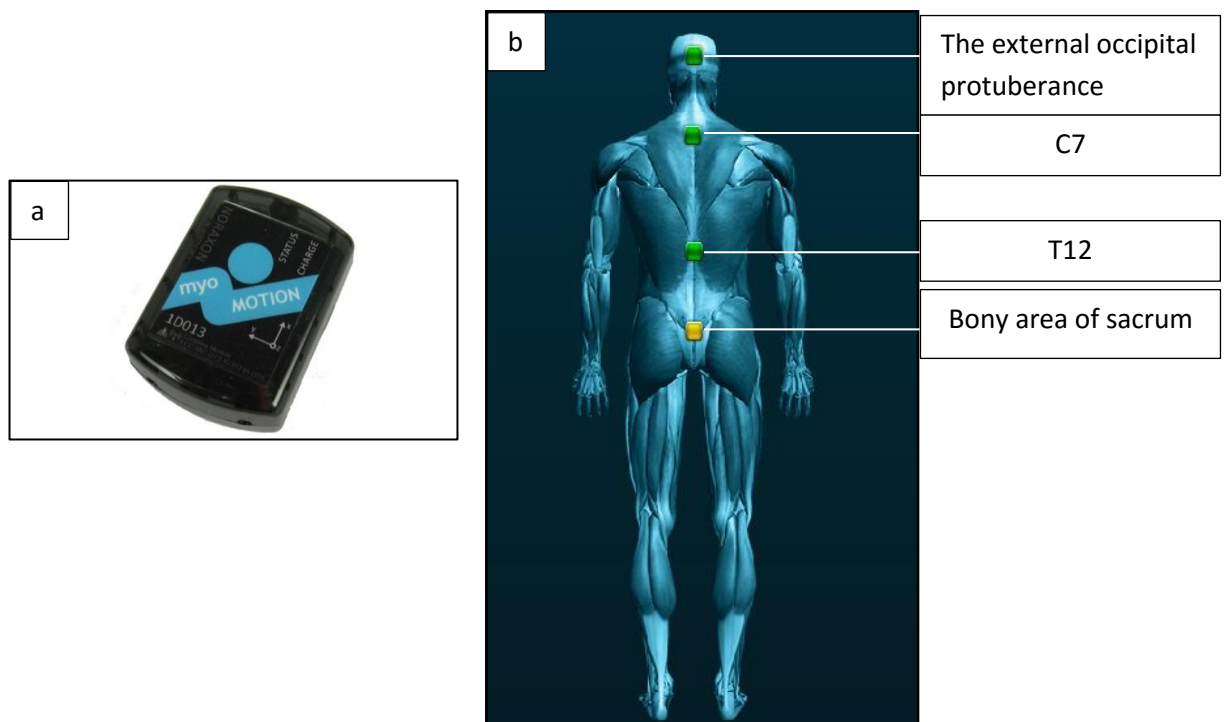 a
NORAXON
STATUS
CHARGE
myo
MOTION
1D013
y
x
z
b
The external occipital
protuberance
C7
T12
Bony area of sacrum